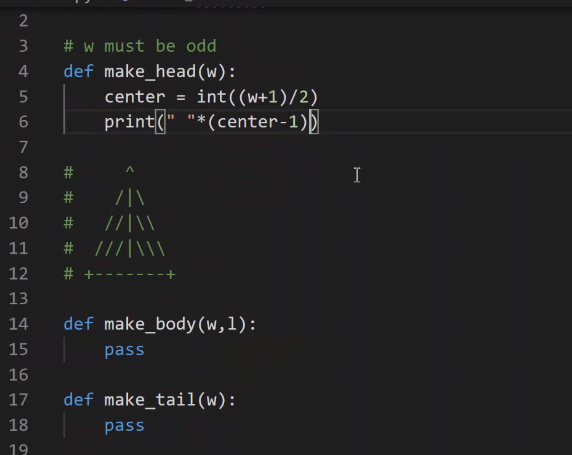 2
3 # w must be odd
4 def make_head(w):
5     center = int((w+1)/2)
6     print(" "*(center-1))
7
8 #      ^
9 #     /|\
10 #    //|\\
11 #   ///|\\\
12 # +-------+
13
14 def make_body(w,l):
15     pass
16
17 def make_tail(w):
18     pass
19